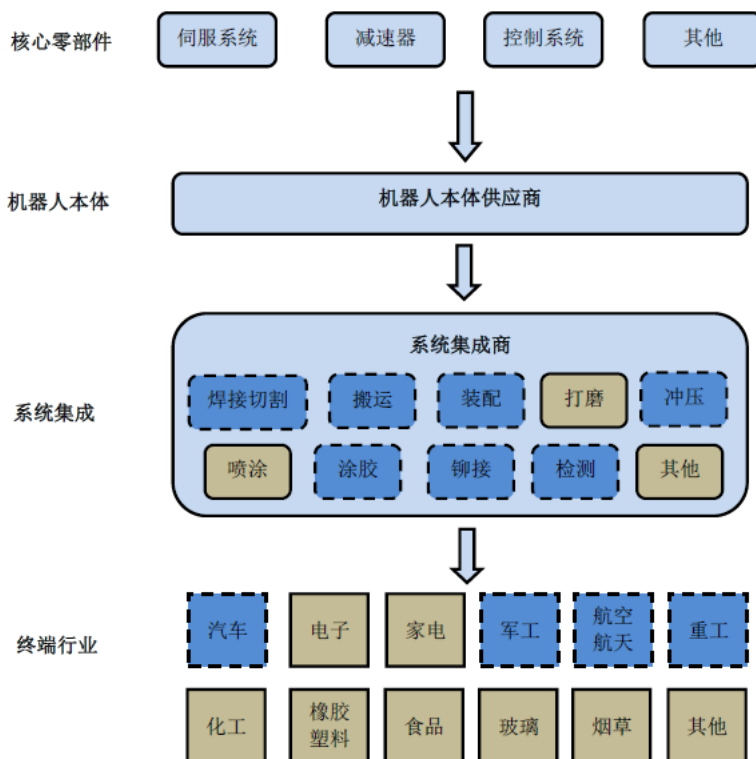 核心零部件
伺服系统
减速器
控制系统
其他
机器人本体
机器人本体供应商
系统集成
系统集成商
焊接切割
搬运
装配
打磨
冲压
喷涂
涂胶
铆接
检测
其他
终端行业
汽车
电子
家电
军工
航空
航天
重工
化工
橡胶
塑料
食品
玻璃
烟草
其他